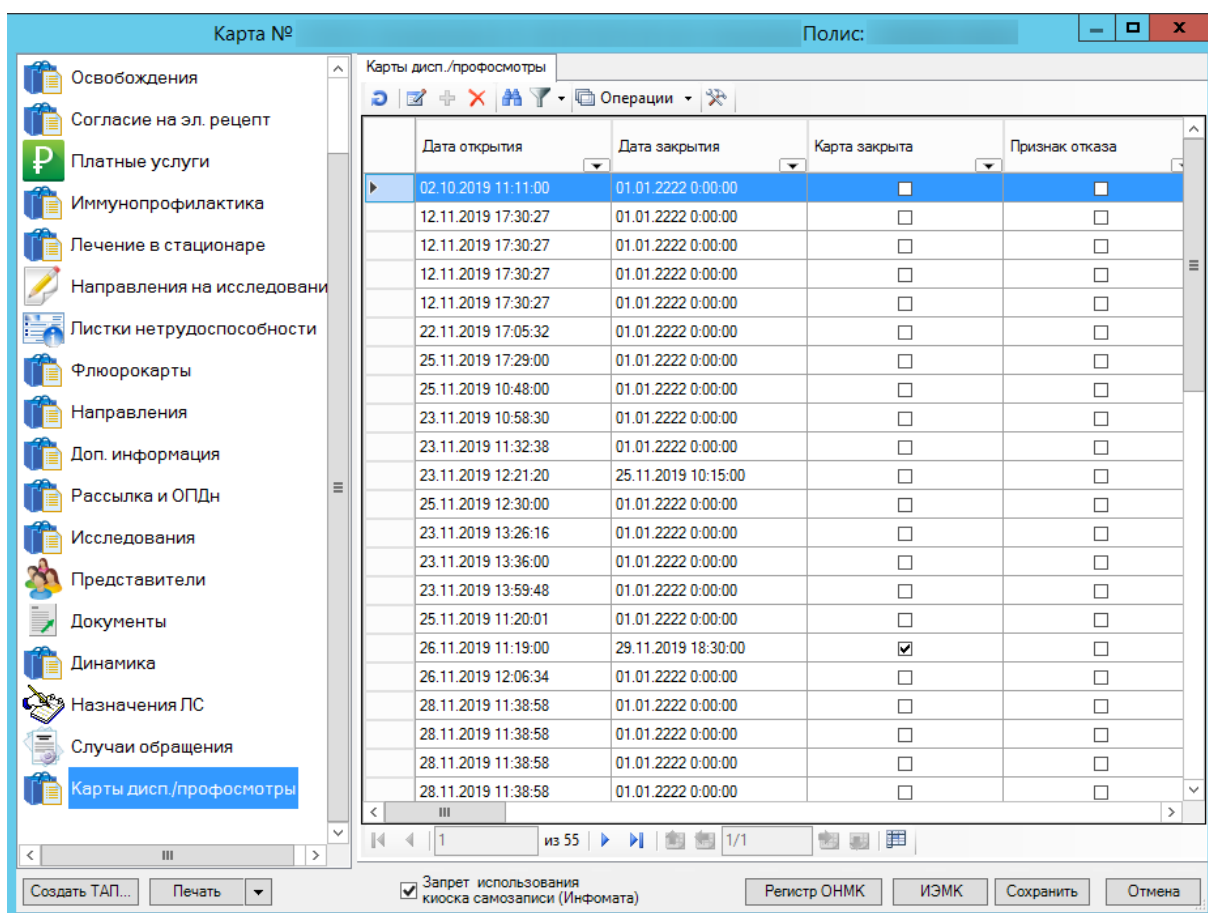 Карта №
Полис:
Освобождения
Согласие на эл. рецепт
Платные услуги
Иммунопрофилактика
Лечение в стационаре
Направления на исследовани
Листки нетрудоспособности
Флюорокарты
Направления
Доп. информация
Рассылка и ОПДн
Исследования
Представители
Документы
Динамика
Назначения ЛС
Случаи обращения
Карты дисп./профосмотры
Карты дисп./профосмотры
Операции
Дата открытия Дата закрытия Карта закрыта Признак отказа
02.10.2019 11:11:00 01.01.2222 0:00:00
12.11.2019 17:30:27 01.01.2222 0:00:00
12.11.2019 17:30:27 01.01.2222 0:00:00
12.11.2019 17:30:27 01.01.2222 0:00:00
12.11.2019 17:30:27 01.01.2222 0:00:00
22.11.2019 17:05:32 01.01.2222 0:00:00
25.11.2019 17:29:00 01.01.2222 0:00:00
25.11.2019 10:48:00 01.01.2222 0:00:00
23.11.2019 10:58:30 01.01.2222 0:00:00
23.11.2019 11:32:38 01.01.2222 0:00:00
23.11.2019 12:21:20 25.11.2019 10:15:00
25.11.2019 12:30:00 01.01.2222 0:00:00
23.11.2019 13:26:16 01.01.2222 0:00:00
23.11.2019 13:36:00 01.01.2222 0:00:00
23.11.2019 13:59:48 01.01.2222 0:00:00
25.11.2019 11:20:01 01.01.2222 0:00:00
26.11.2019 11:19:00 29.11.2019 18:30:00
26.11.2019 12:06:34 01.01.2222 0:00:00
28.11.2019 11:38:58 01.01.2222 0:00:00
28.11.2019 11:38:58 01.01.2222 0:00:00
28.11.2019 11:38:58 01.01.2222 0:00:00
28.11.2019 11:38:58 01.01.2222 0:00:00
1 из 55 1/1
Создать ТАП... Печать
Запрет использования
киоска самозаписи (Инфомата)
Регистр ОНМК ИЭМК Сохранить Отмена